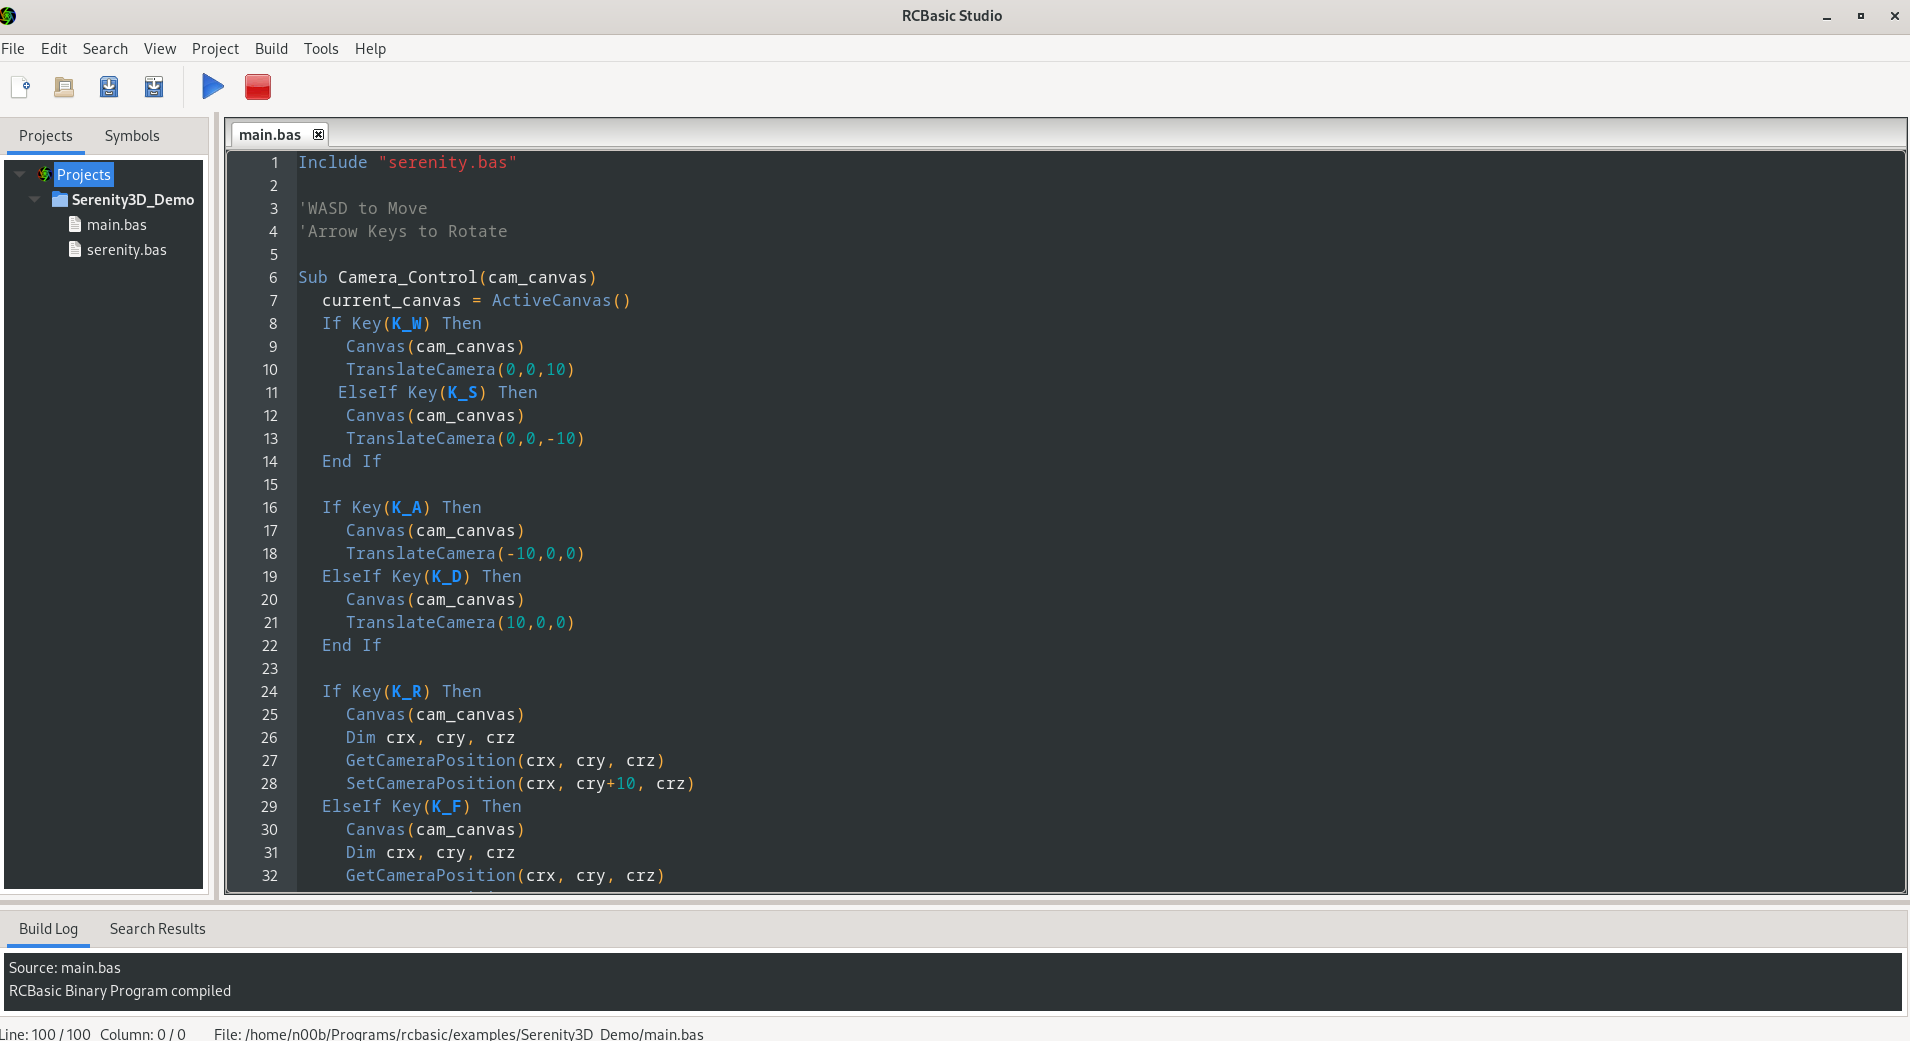 RCBasic Studio
File Edit Search View Project Build Tools Help
Projects Symbols
Projects
Serenity3D_Demo
main.bas
serenity.bas
main.bas
1 Include "serenity.bas"
2
3 'WASD to Move
4 'Arrow Keys to Rotate
5
6 Sub Camera_Control(cam_canvas)
7 current_canvas = ActiveCanvas()
8 If Key(K_W) Then
9 Canvas(cam_canvas)
10 TranslateCamera(0,0,10)
11 ElseIf Key(K_S) Then
12 Canvas(cam_canvas)
13 TranslateCamera(0,0,-10)
14 End If
15
16 If Key(K_A) Then
17 Canvas(cam_canvas)
18 TranslateCamera(-10,0,0)
19 ElseIf Key(K_D) Then
20 Canvas(cam_canvas)
21 TranslateCamera(10,0,0)
22 End If
23
24 If Key(K_R) Then
25 Canvas(cam_canvas)
26 Dim crx, cry, crz
27 GetCameraPosition(crx, cry, crz)
28 SetCameraPosition(crx, cry+10, crz)
29 ElseIf Key(K_F) Then
30 Canvas(cam_canvas)
31 Dim crx, cry, crz
32 GetCameraPosition(crx, cry, crz)
Build Log Search Results
Source: main.bas
RCBasic Binary Program compiled
Line: 100 / 100 Column: 0 / 0 File: /home/n00b/Programs/rcbasic/examples/Serenity3D_Demo/main.bas